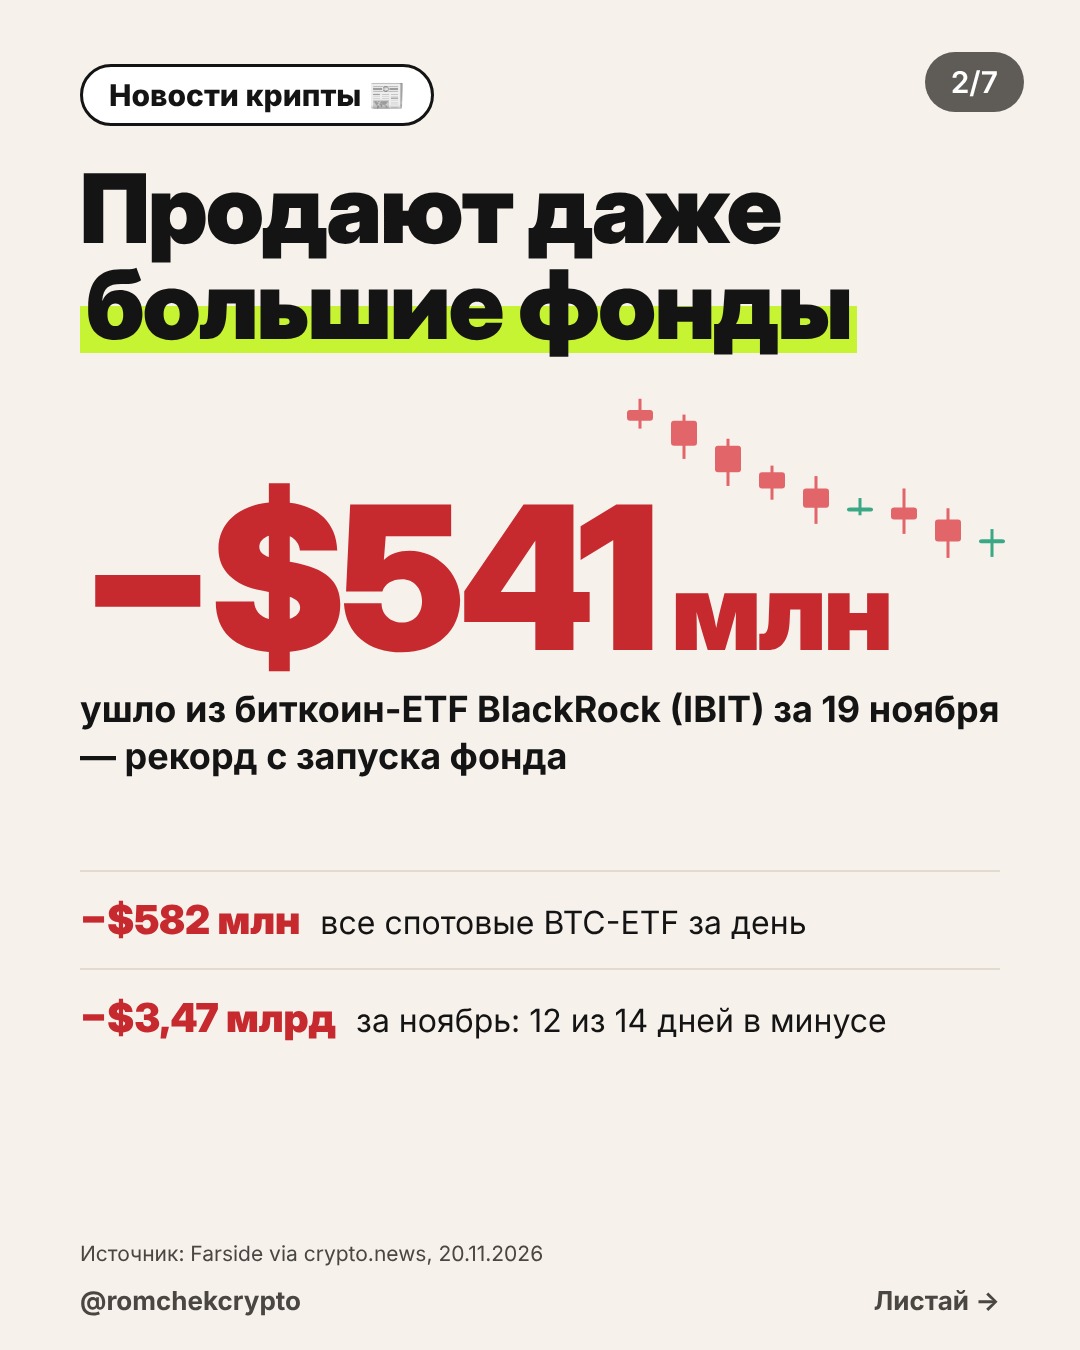 Новости крипты 📰
2/7
Продают даже
большие фонды
−$541 млн
ушло из биткоин-ETF BlackRock (IBIT) за 19 ноября
— рекорд с запуска фонда
−$582 млн все спотовые BTC-ETF за день
−$3,47 млрд за ноябрь: 12 из 14 дней в минусе
Источник: Farside via crypto.news, 20.11.2026
@romchekcrypto
Листай →